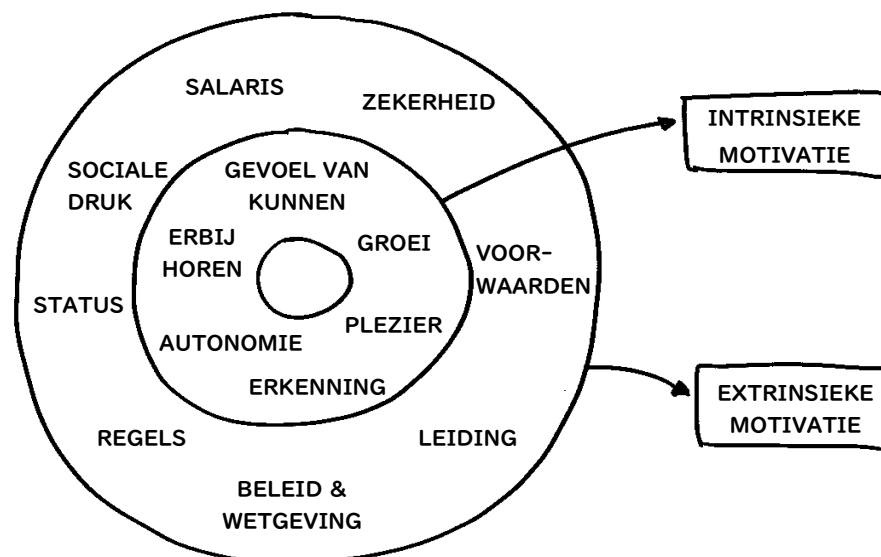 SALARIS
ZEKERHEID
SOCIALE
DRUK
GEVOEL VAN
KUNNEN
ERBIJ
HOREN
GROEI
VOOR-
WAARDEN
STATUS
AUTONOMIE
PLEZIER
ERKENNING
REGELS
LEIDING
BELEID &
WETGEVING
INTRINSIEKE
MOTIVATIE
EXTRINSIEKE
MOTIVATIE